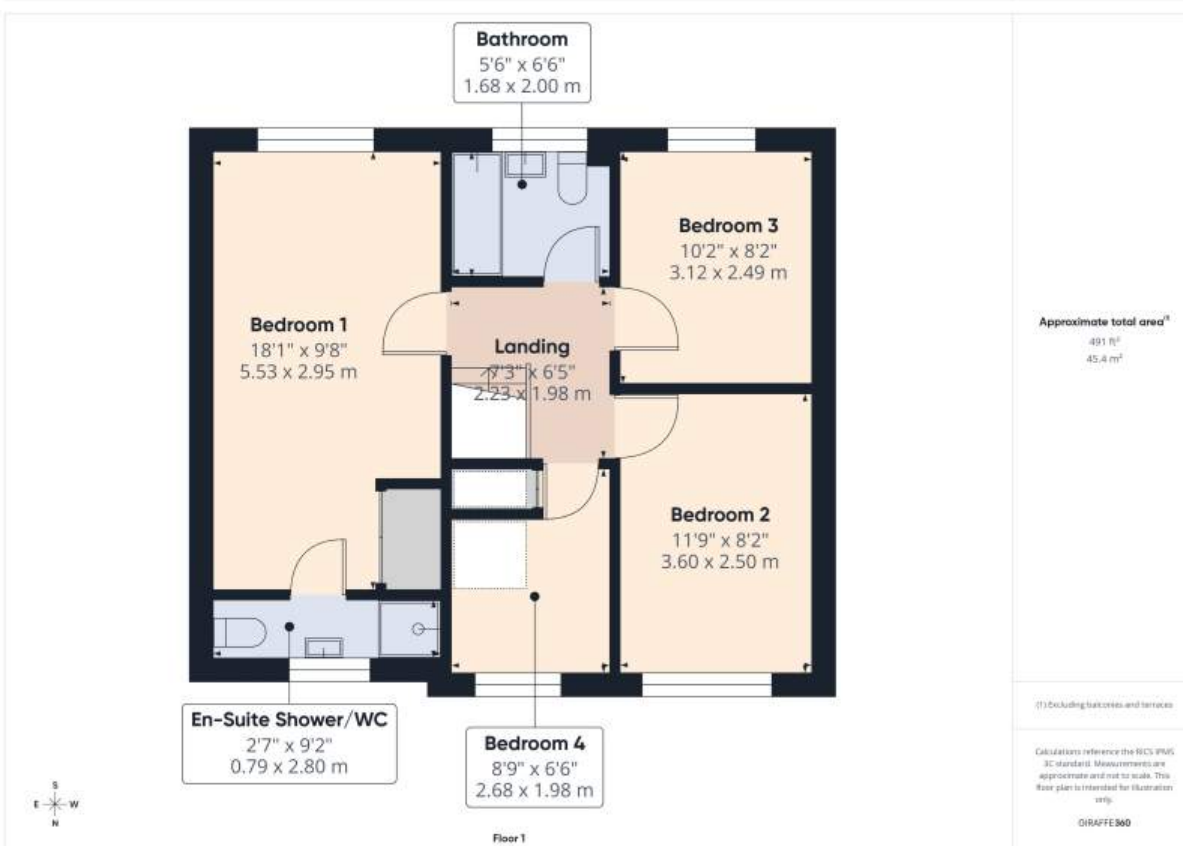 Bathroom
5'6" x 6'6"
1.68 x 2.00 m
Bedroom 3
10'2" x 8'2"
3.12 x 2.49 m
Bedroom 1
18'1" x 9'8"
5.53 x 2.95 m
Landing
7'3" x 6'5"
2.23 x 1.98 m
Approximate total area⁽¹⁾
491 ft²
45.4 m²
Bedroom 2
11'9" x 8'2"
3.60 x 2.50 m
En-Suite Shower/WC
2'7" x 9'2"
0.79 x 2.80 m
Bedroom 4
8'9" x 6'6"
2.68 x 1.98 m
(1) Excluding balconies and terraces
Calculations reference the RICS IPMS
3C standard. Measurements are
approximate and not to scale. This
floor plan is intended for illustration
only.
GIRAFFE360
S
E W
N
Floor 1